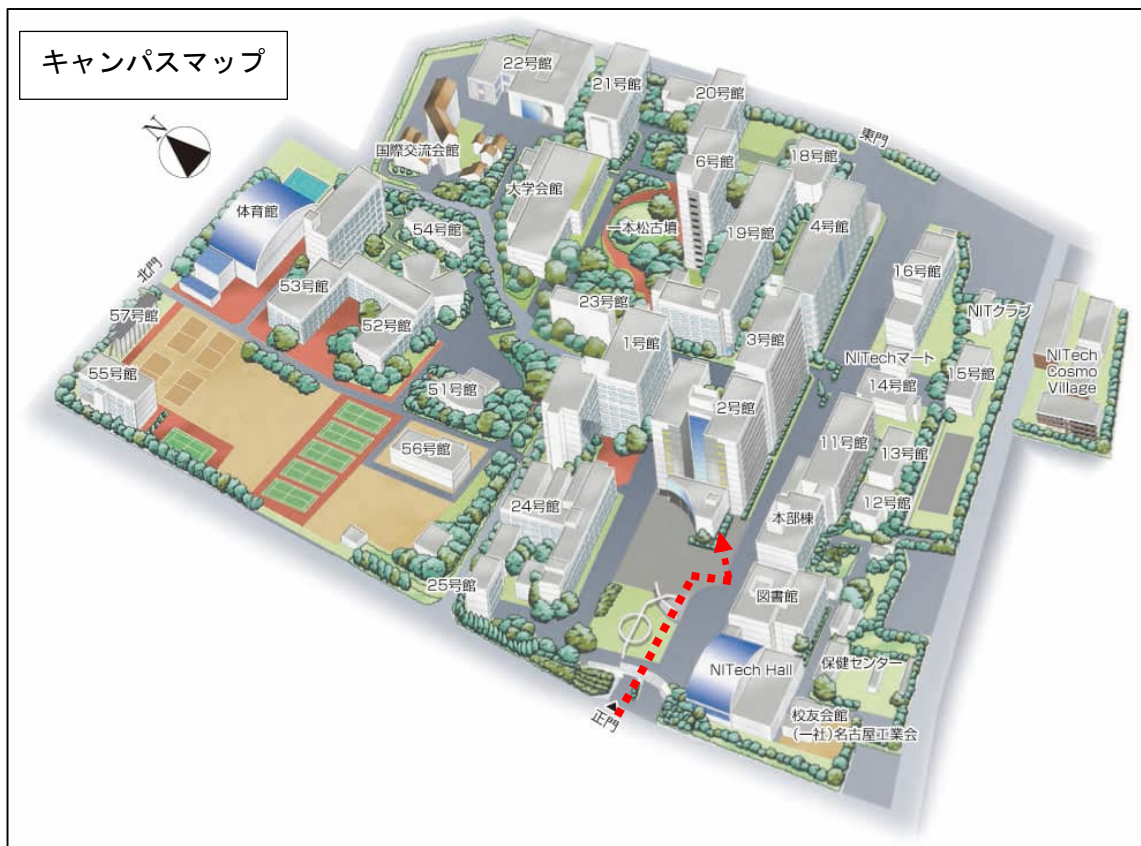 キャンパスマップ
N
22号館
21号館
20号館
東門
国際交流会館
6号館
18号館
大学会館
体育館
一本松古墳
19号館
4号館
54号館
北門
16号館
53号館
23号館
NITクラブ
57号館
52号館
1号館
3号館
NITechマート
NITech
Cosmo
Village
55号館
51号館
14号館
15号館
2号館
11号館
56号館
13号館
24号館
12号館
本部棟
25号館
図書館
NITech Hall
保健センター
正門
校友会館
(一社)名古屋工業会